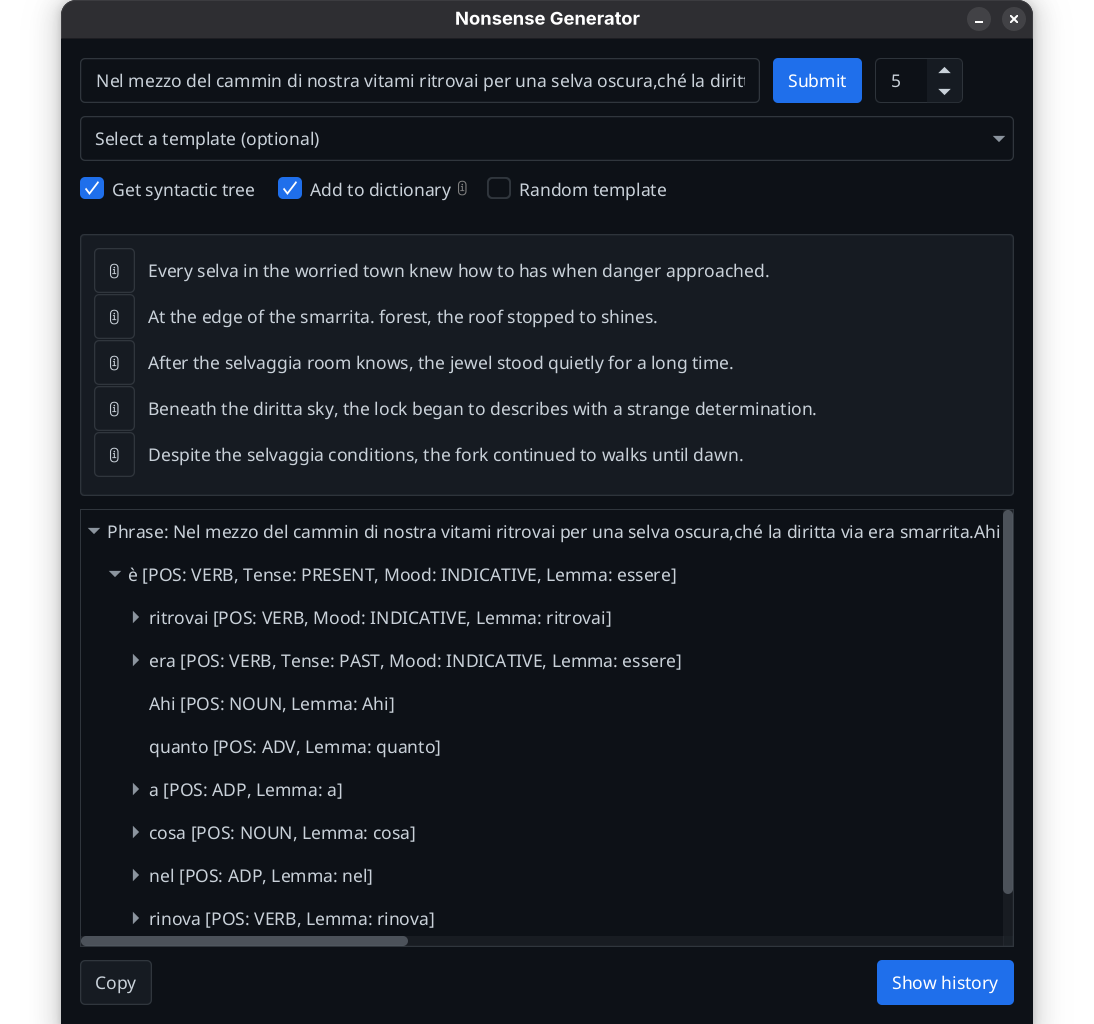 Nonsense Generator
Nel mezzo del cammin di nostra vitami ritrovai per una selva oscura,ché la diritt
Submit
5
Select a template (optional)
Get syntactic tree
Add to dictionary
Random template
Every selva in the worried town knew how to has when danger approached.
At the edge of the smarrita. forest, the roof stopped to shines.
After the selvaggia room knows, the jewel stood quietly for a long time.
Beneath the diritta sky, the lock began to describes with a strange determination.
Despite the selvaggia conditions, the fork continued to walks until dawn.
Phrase: Nel mezzo del cammin di nostra vitami ritrovai per una selva oscura,ché la diritta via era smarrita.Ahi
è [POS: VERB, Tense: PRESENT, Mood: INDICATIVE, Lemma: essere]
ritrovai [POS: VERB, Mood: INDICATIVE, Lemma: ritrovai]
era [POS: VERB, Tense: PAST, Mood: INDICATIVE, Lemma: essere]
Ahi [POS: NOUN, Lemma: Ahi]
quanto [POS: ADV, Lemma: quanto]
a [POS: ADP, Lemma: a]
cosa [POS: NOUN, Lemma: cosa]
nel [POS: ADP, Lemma: nel]
rinova [POS: VERB, Lemma: rinova]
Copy
Show history